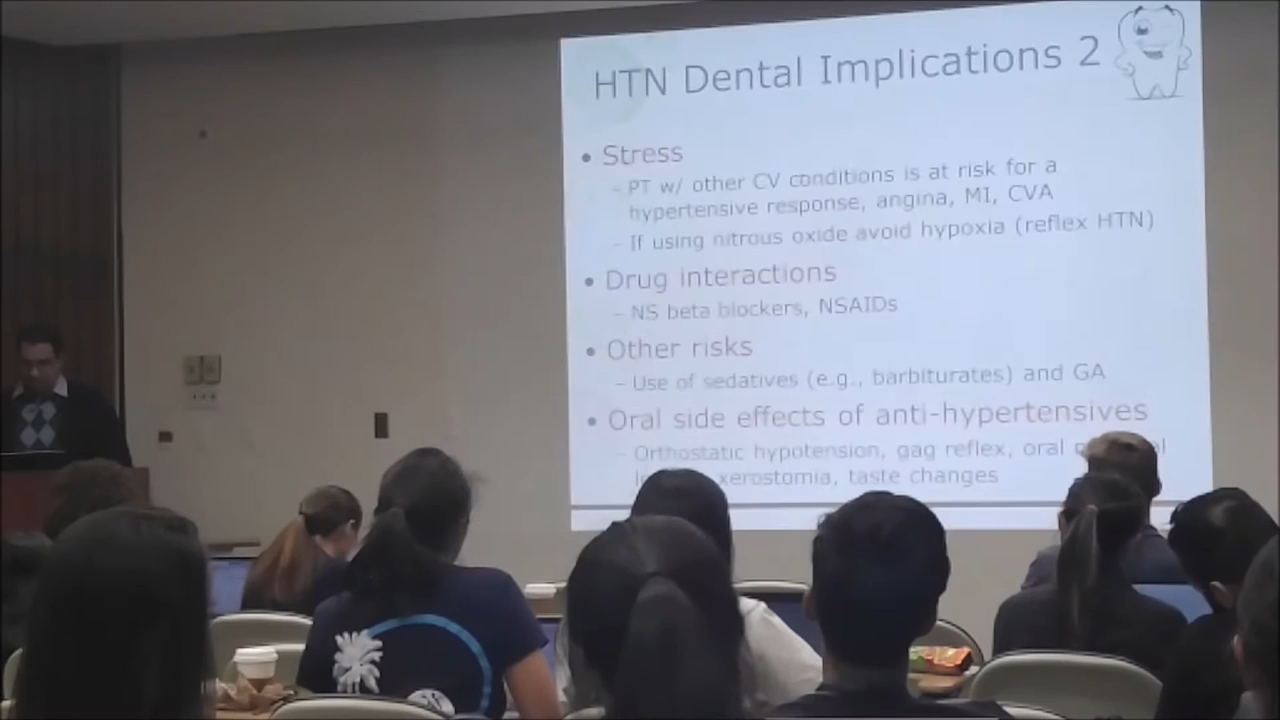 HTN Dental Implications 2
• Stress
– PT w/ other CV conditions is at risk for a
hypertensive response, angina, MI, CVA
– If using nitrous oxide avoid hypoxia (reflex HTN)
• Drug interactions
– NS beta blockers, NSAIDs
• Other risks
– Use of sedatives (e.g., barbiturates) and GA
• Oral side effects of anti-hypertensives
– Orthostatic hypotension, gag reflex, oral
xerostomia, taste changes